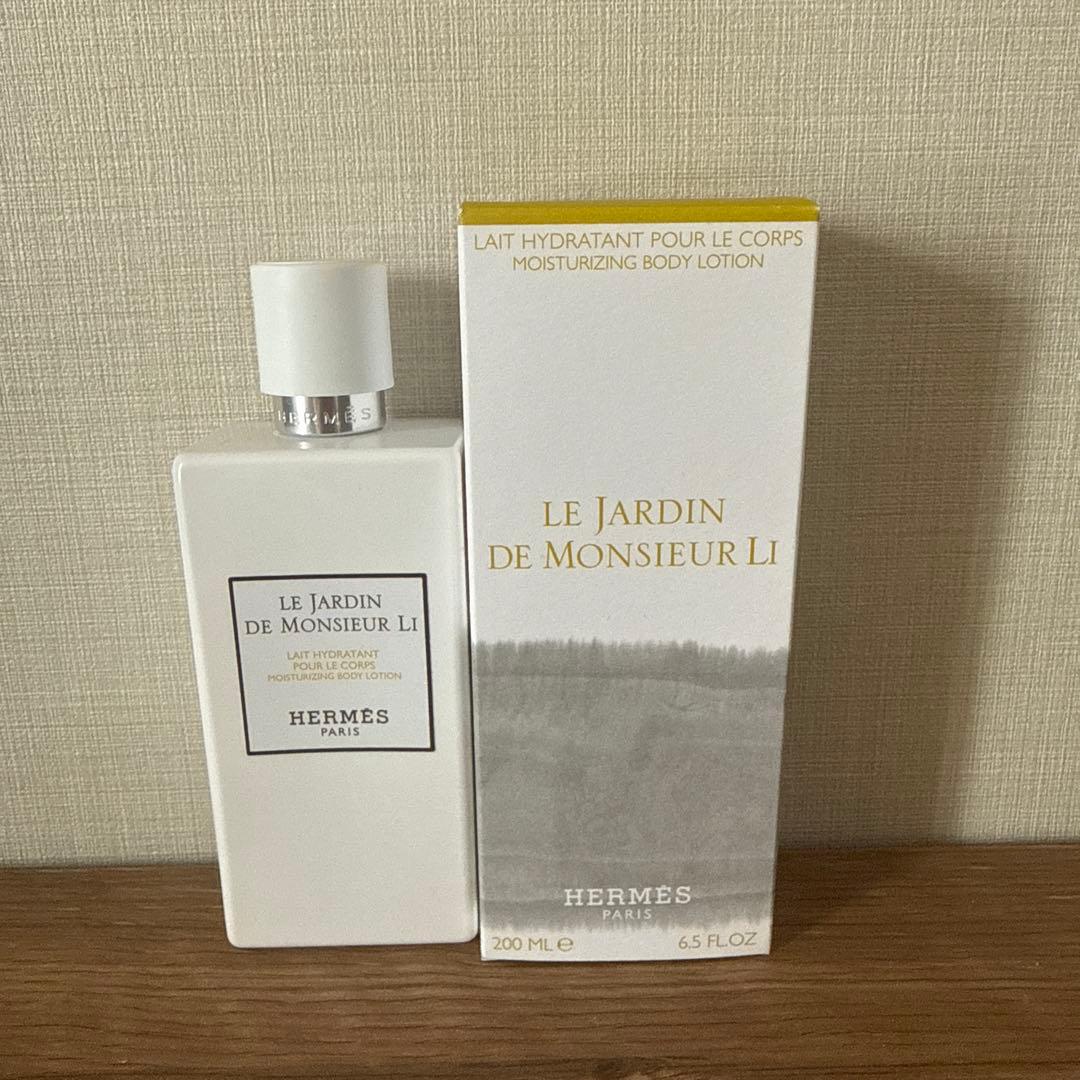 HERMÈS
LE JARDIN
DE MONSIEUR LI
LAIT HYDRATANT
POUR LE CORPS
MOISTURIZING BODY LOTION
HERMÈS
PARIS
LAIT HYDRATANT POUR LE CORPS
MOISTURIZING BODY LOTION
LE JARDIN
DE MONSIEUR LI
HERMÈS
PARIS
200 ML ℮
6.5 FL.OZ